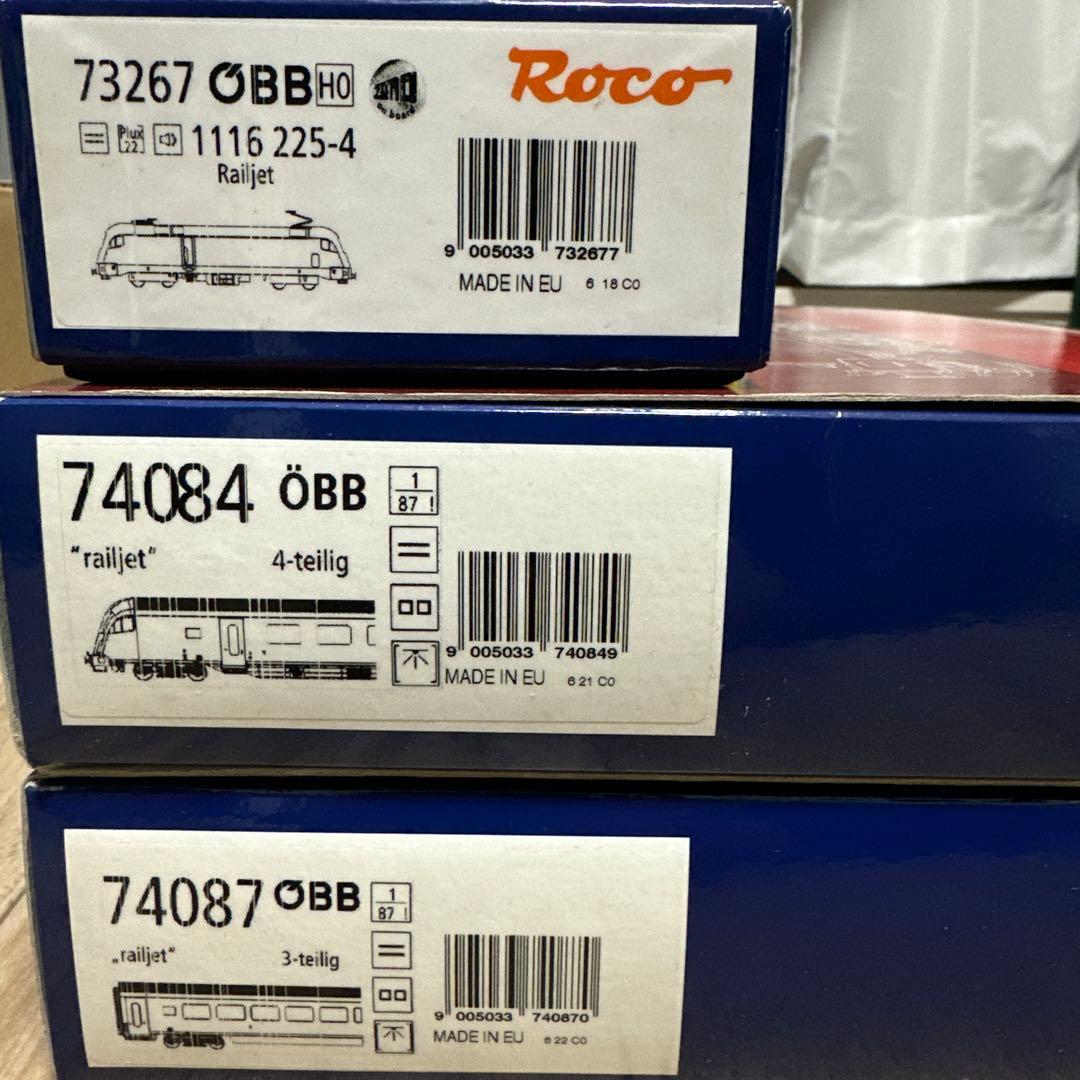 73267 ÖBB H0 Roco
on board
Plux 22 1116 225-4
Railjet
9 005033 732677
MADE IN EU 6 18 C0
74084 ÖBB 1 87 !
"railjet" 4-teilig
9 005033 740849
MADE IN EU 6 21 C0
74087 ÖBB 1 87 !
„railjet“ 3-teilig
9 005033 740870
MADE IN EU 6 22 C0